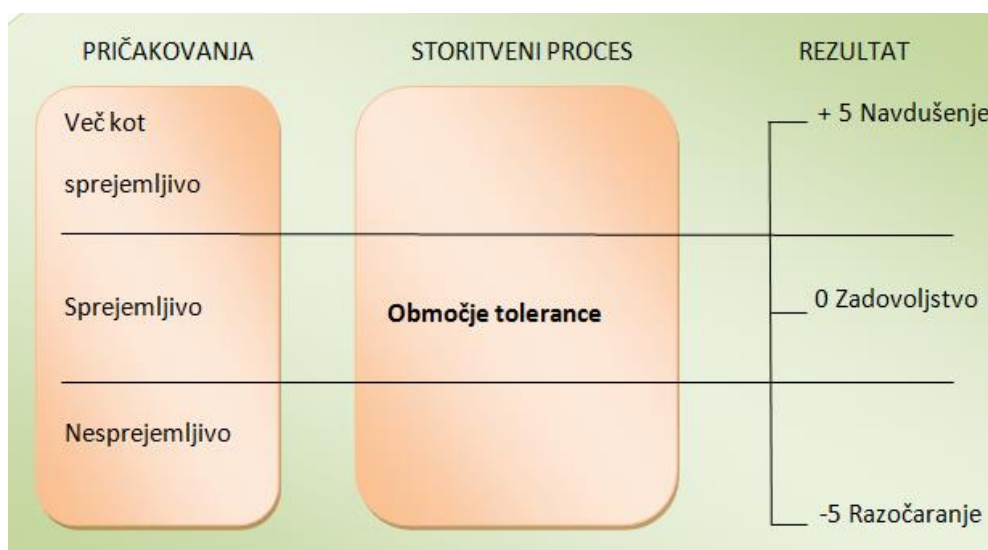 PRIČAKOVANJA
STORITVENI PROCES
REZULTAT
Več kot
sprejemljivo
+ 5 Navdušenje
Sprejemljivo
Območje tolerance
0 Zadovoljstvo
Nesprejemljivo
-5 Razočaranje